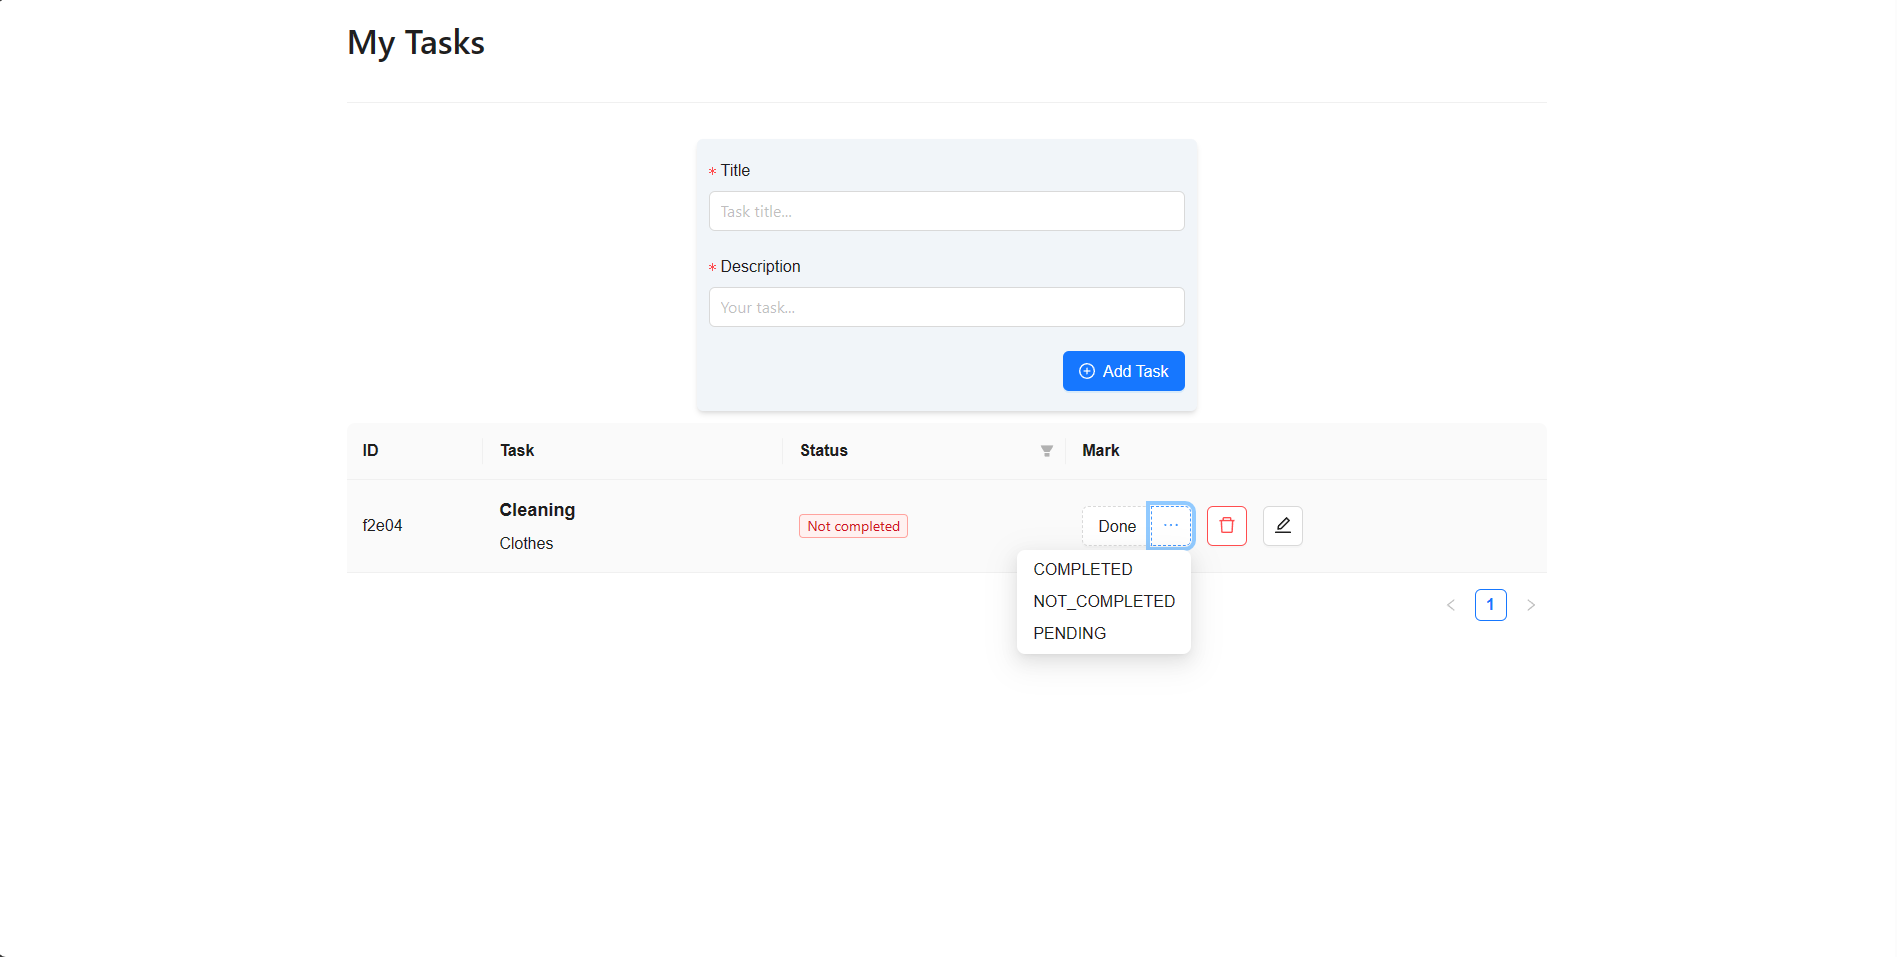 My Tasks
* Title
Task title...
* Description
Your task...
Add Task
ID Task Status Mark
f2e04 Cleaning Not completed Done ...
Clothes
COMPLETED
NOT_COMPLETED
PENDING
< 1 >